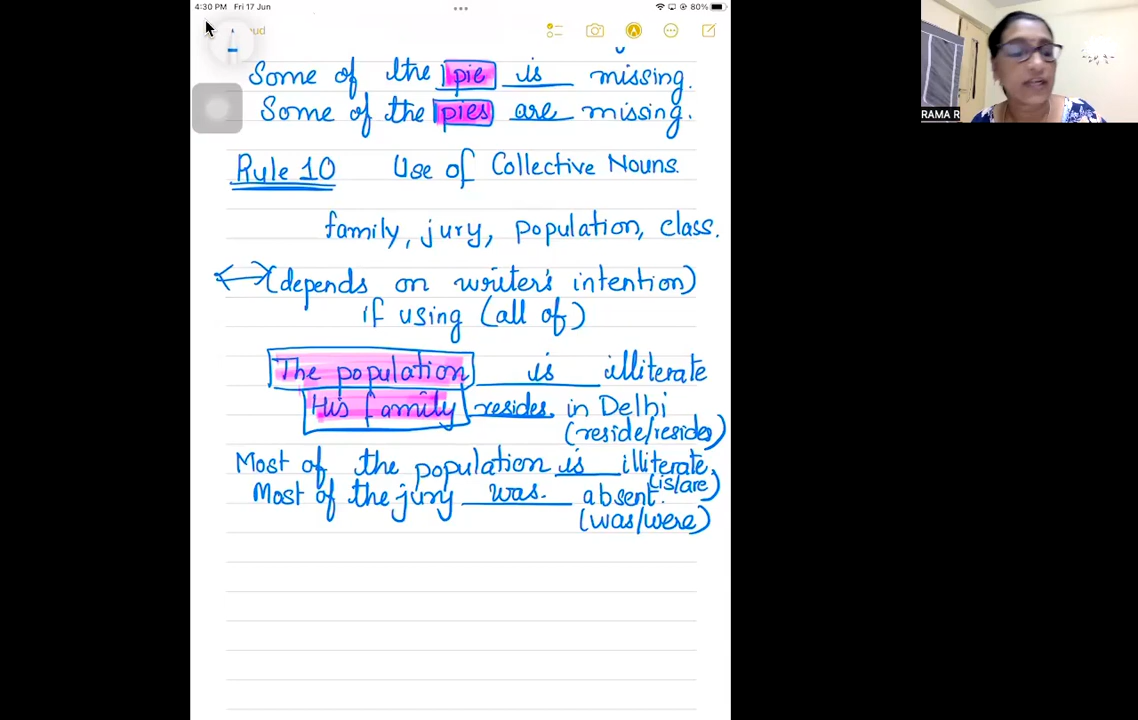 4:30 PM Fri 17 Jun
80%
Some of the pie is missing.
Some of the pies are missing.
RAMA R
Rule 10 Use of Collective Nouns.
family, jury, population, class.
(depends on writer's intention)
if using (all of)
The population is illiterate
His family resides in Delhi
(reside/resides)
Most of the population is illiterate,
(is/are)
Most of the jury was. absent.
(was/were)